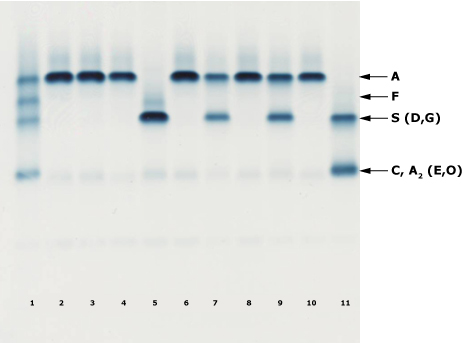 A
F
S (D,G)
C, A₂ (E,O)
1 2 3 4 5 6 7 8 9 10 11